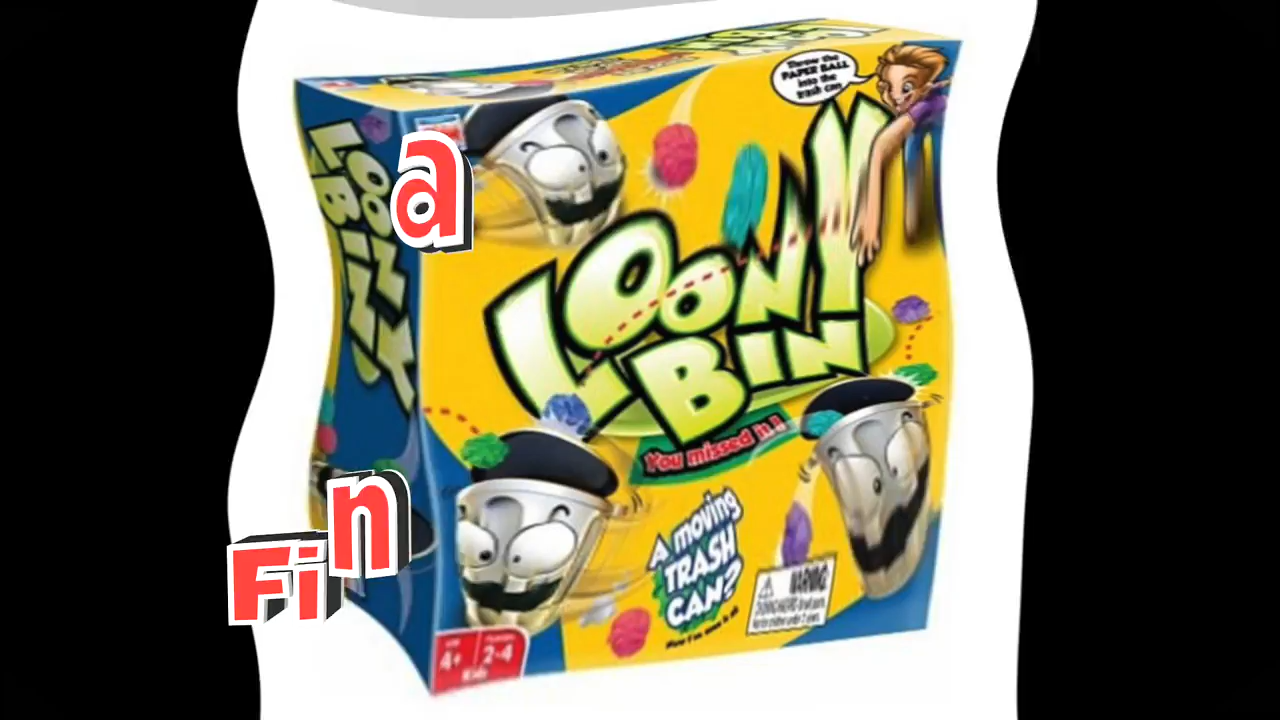 Throw the
PAPER BALL
into the
trash can
a
LOONY
BIN
LOONY
BIN
You missed it!
A moving
TRASH
CAN?
WARNING
Fin
4+
2-4
Kids